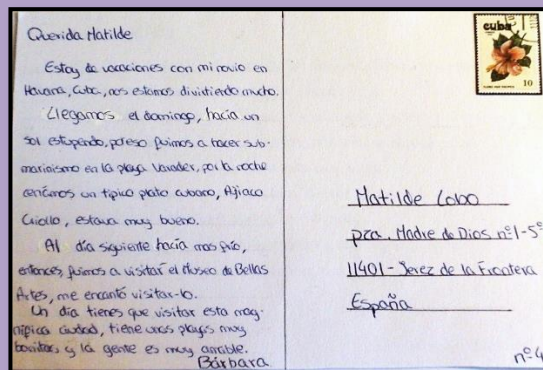 Querida Matilde
Estoy de vacaciones con mi novio en
Havana, Cuba, nos estamos divirtiendo mucho.
Llegamos el domingo, hacía un
sol estupendo, por eso fuimos a hacer sub-
marinismo en la playa Varader, por la noche
cenamos un típico plato cubano, Ajiaco
Criollo, estava muy bueno.
Al día siguiente hacía mas frío,
entonces, fuimos a visitar el Museo de Bellas
Artes, me encantó visitar-lo.
Un día tienes que visitar esta mag-
nífica ciudad, tiene unas playas muy
bonitas y la gente es muy amable.
Bárbara
cuba
10
Matilde Lobo
pza. Madre de Dios nº1-5º
11401-Jerez de la Frontera
España
nº4